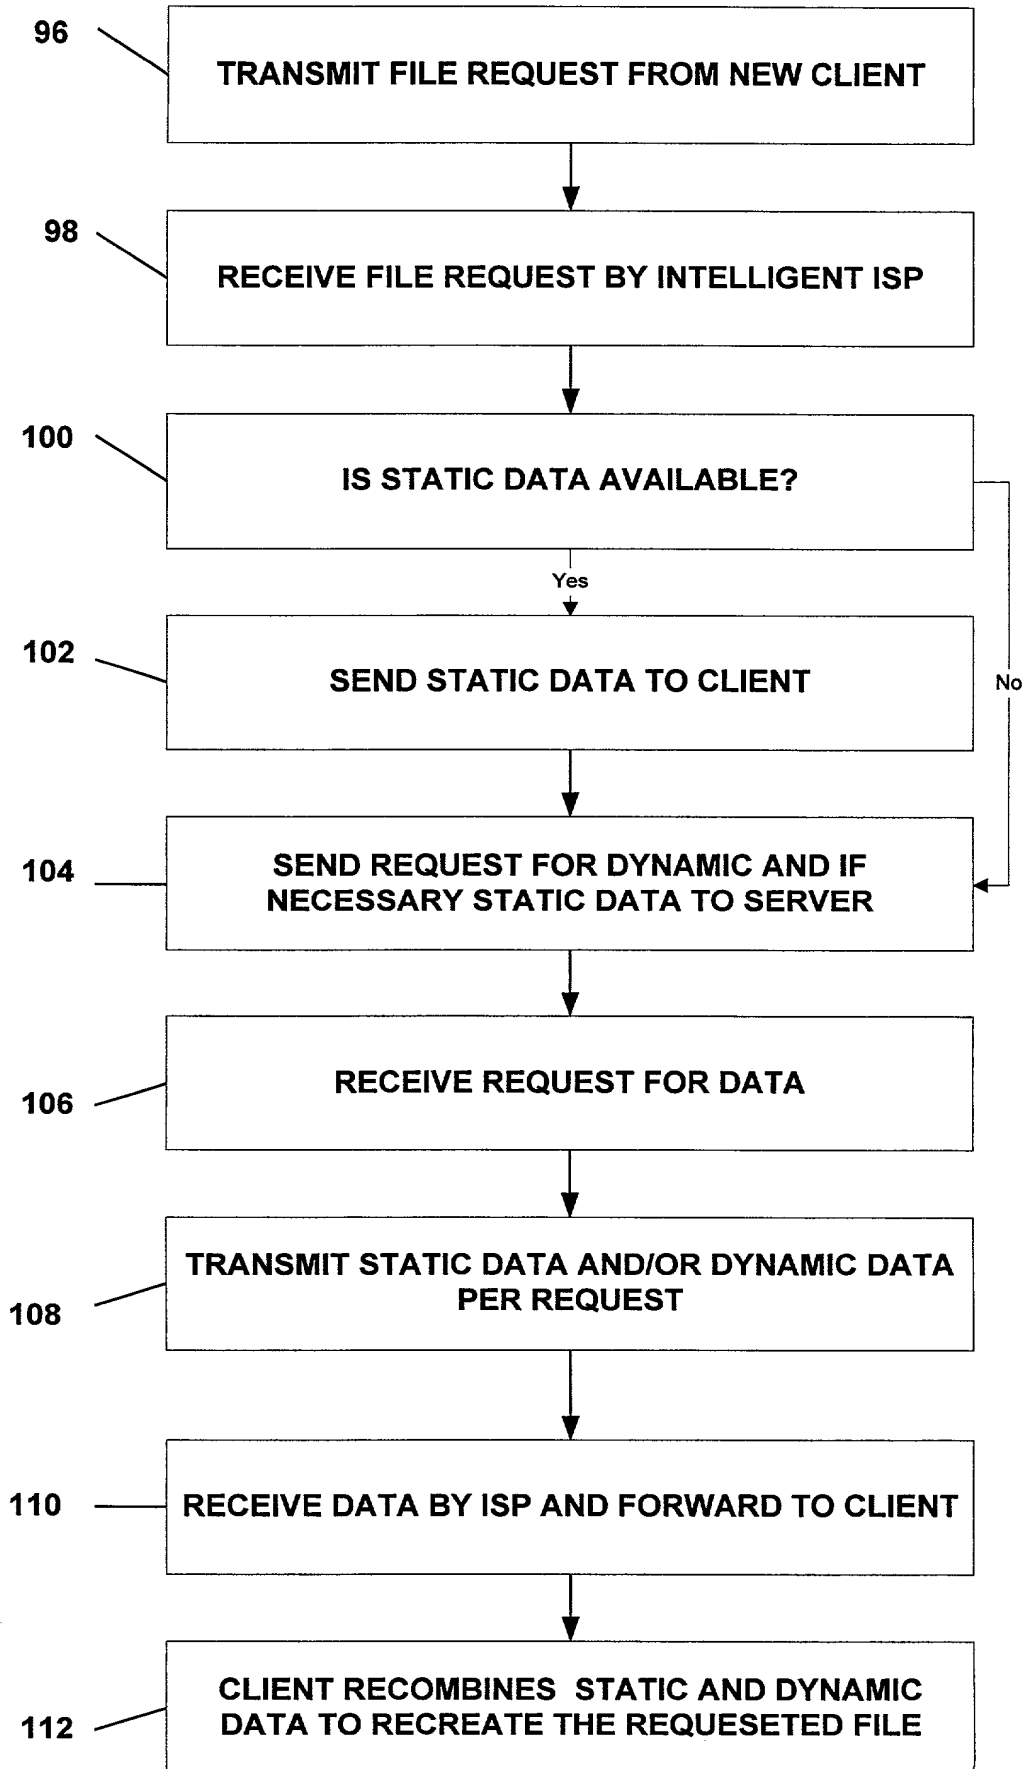 96
TRANSMIT FILE REQUEST FROM NEW CLIENT
98
RECEIVE FILE REQUEST BY INTELLIGENT ISP
100
IS STATIC DATA AVAILABLE?
Yes
102
SEND STATIC DATA TO CLIENT
No
104
SEND REQUEST FOR DYNAMIC AND IF
NECESSARY STATIC DATA TO SERVER
106
RECEIVE REQUEST FOR DATA
108
TRANSMIT STATIC DATA AND/OR DYNAMIC DATA
PER REQUEST
110
RECEIVE DATA BY ISP AND FORWARD TO CLIENT
112
CLIENT RECOMBINES STATIC AND DYNAMIC
DATA TO RECREATE THE REQUESETED FILE